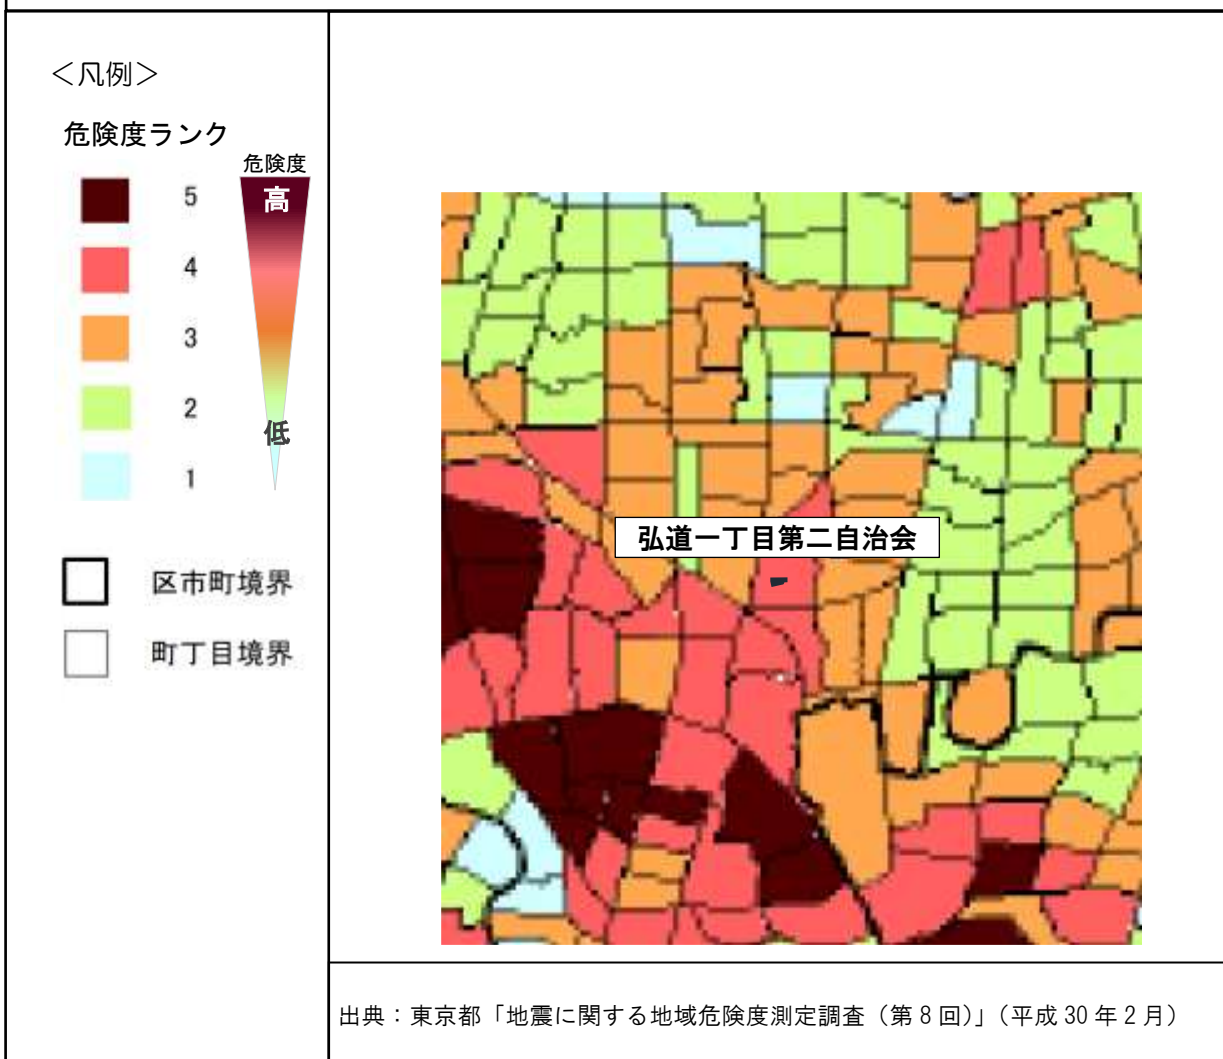 ＜凡例＞
危険度ランク
危険度
高
5
4
3
2
低
1
区市町境界
町丁目境界
弘道一丁目第二自治会
出典：東京都「地震に関する地域危険度測定調査（第８回）」（平成 30 年２月）